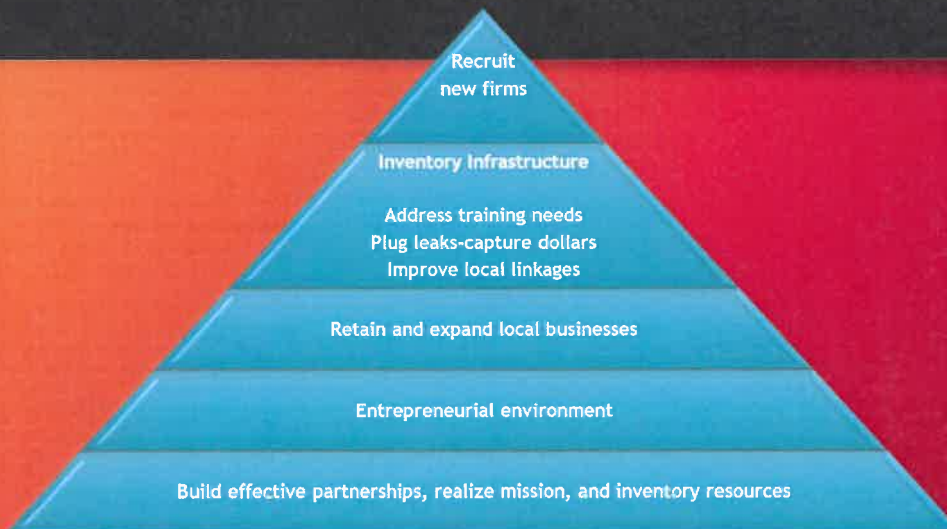 Recruit
new firms
Inventory Infrastructure
Address training needs
Plug leaks-capture dollars
Improve local linkages
Retain and expand local businesses
Entrepreneurial environment
Build effective partnerships, realize mission, and inventory resources